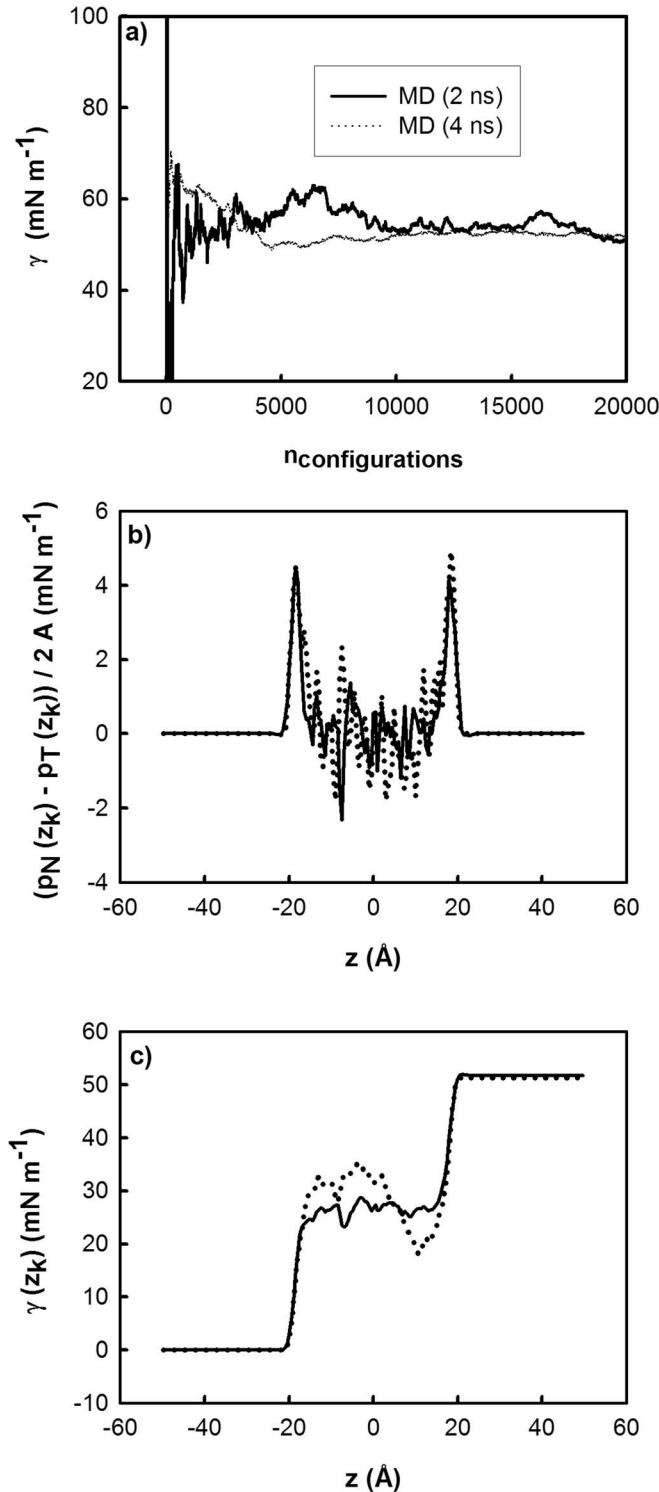 a)
100
80
60
40
20
γ (mN m-1)
MD (2 ns)
MD (4 ns)
0 5000 10000 15000 20000
nconfigurations
b)
6
4
2
0
-2
-4
(pN (zk) - pT (zk)) / 2 A (mN m-1)
-60 -40 -20 0 20 40 60
z (Å)
c)
60
50
40
30
20
10
0
-10
γ (zk) (mN m-1)
-60 -40 -20 0 20 40 60
z (Å)